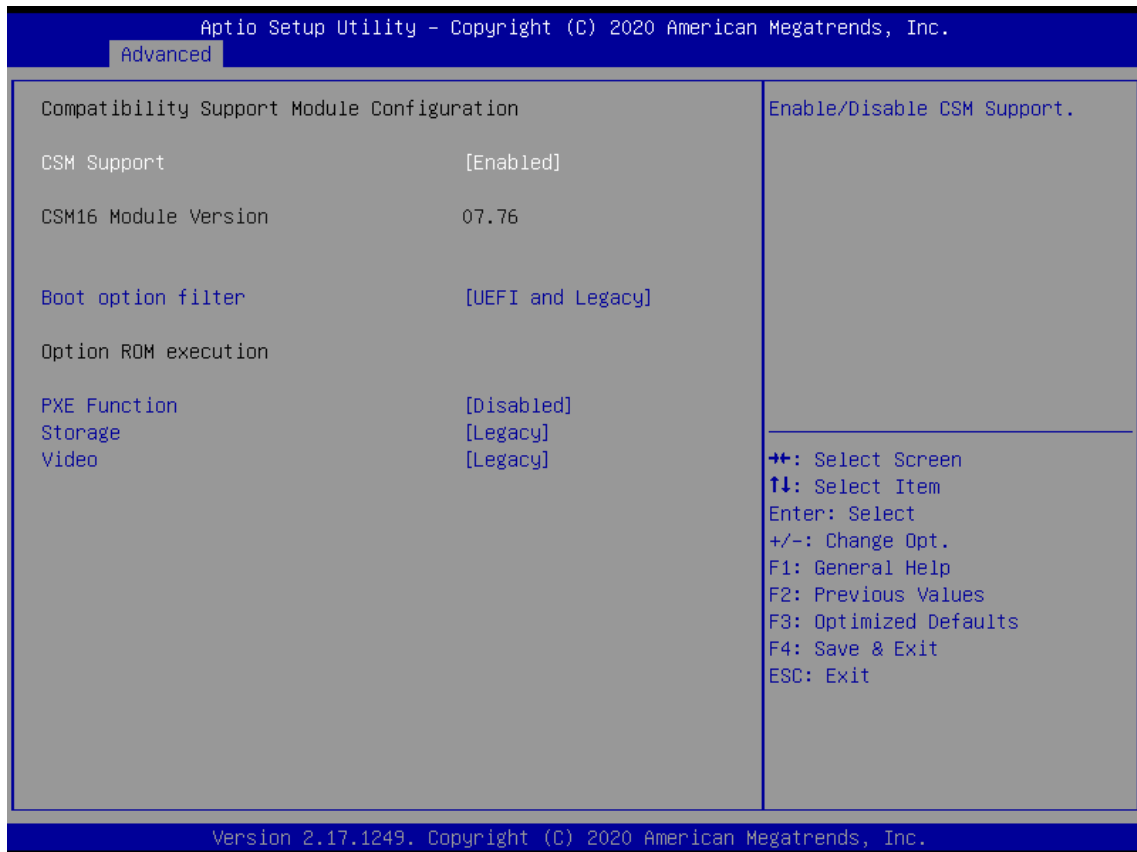 Aptio Setup Utility – Copyright (C) 2020 American Megatrends, Inc.
Advanced
Compatibility Support Module Configuration
CSM Support [Enabled]
CSM16 Module Version 07.76
Boot option filter [UEFI and Legacy]
Option ROM execution
PXE Function [Disabled]
Storage [Legacy]
Video [Legacy]
Enable/Disable CSM Support.
→←: Select Screen
↑↓: Select Item
Enter: Select
+/-: Change Opt.
F1: General Help
F2: Previous Values
F3: Optimized Defaults
F4: Save & Exit
ESC: Exit
Version 2.17.1249. Copyright (C) 2020 American Megatrends, Inc.